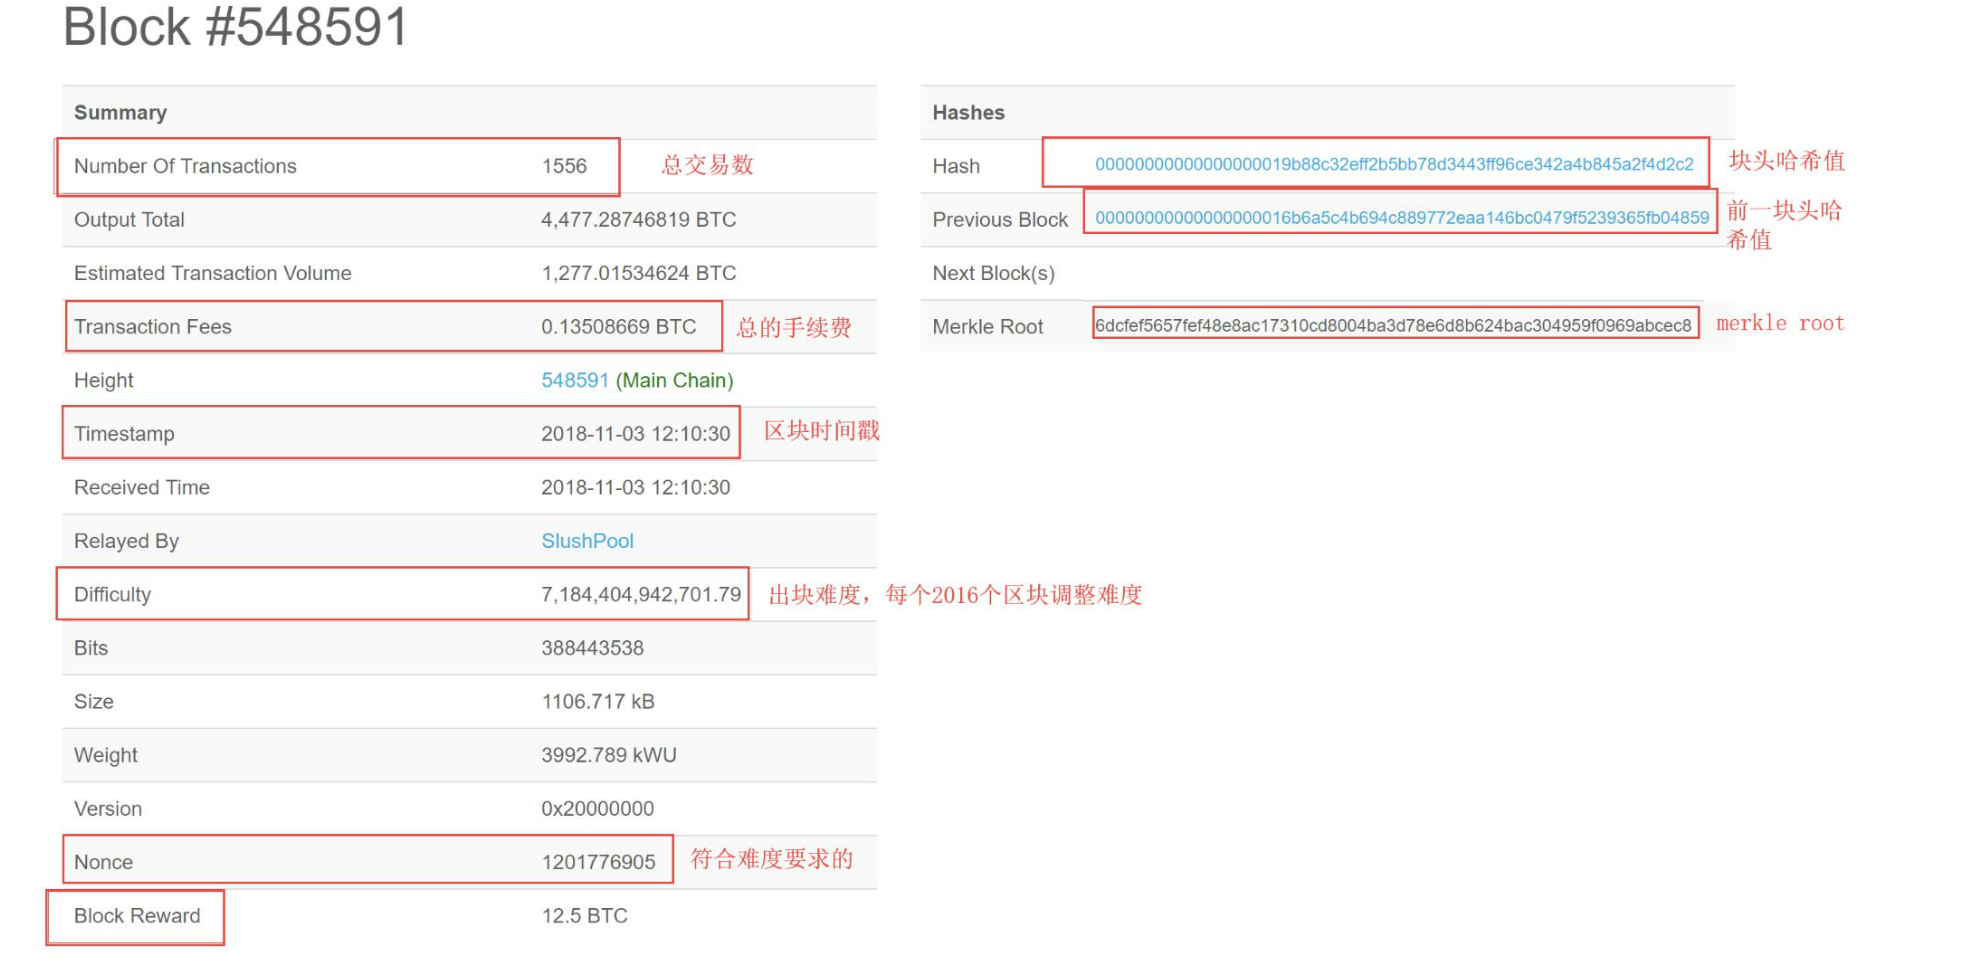 Block #548591
Summary
Number Of Transactions 1556 总交易数
Output Total 4,477.28746819 BTC
Estimated Transaction Volume 1,277.01534624 BTC
Transaction Fees 0.13508669 BTC 总的手续费
Height 548591 (Main Chain)
Timestamp 2018-11-03 12:10:30 区块时间戳
Received Time 2018-11-03 12:10:30
Relayed By SlushPool
Difficulty 7,184,404,942,701.79 出块难度，每个2016个区块调整难度
Bits 388443538
Size 1106.717 kB
Weight 3992.789 kWU
Version 0x20000000
Nonce 1201776905 符合难度要求的
Block Reward 12.5 BTC
Hashes
Hash 00000000000000000019b88c32eff2b5bb78d3443ff96ce342a4b845a2f4d2c2 块头哈希值
Previous Block 00000000000000000016b6a5c4b694c889772eaa146bc0479f5239365fb04859 前一块头哈
希值
Next Block(s)
Merkle Root 6dcfef5657fef48e8ac17310cd8004ba3d78e6d8b624bac304959f0969abcec8 merkle root